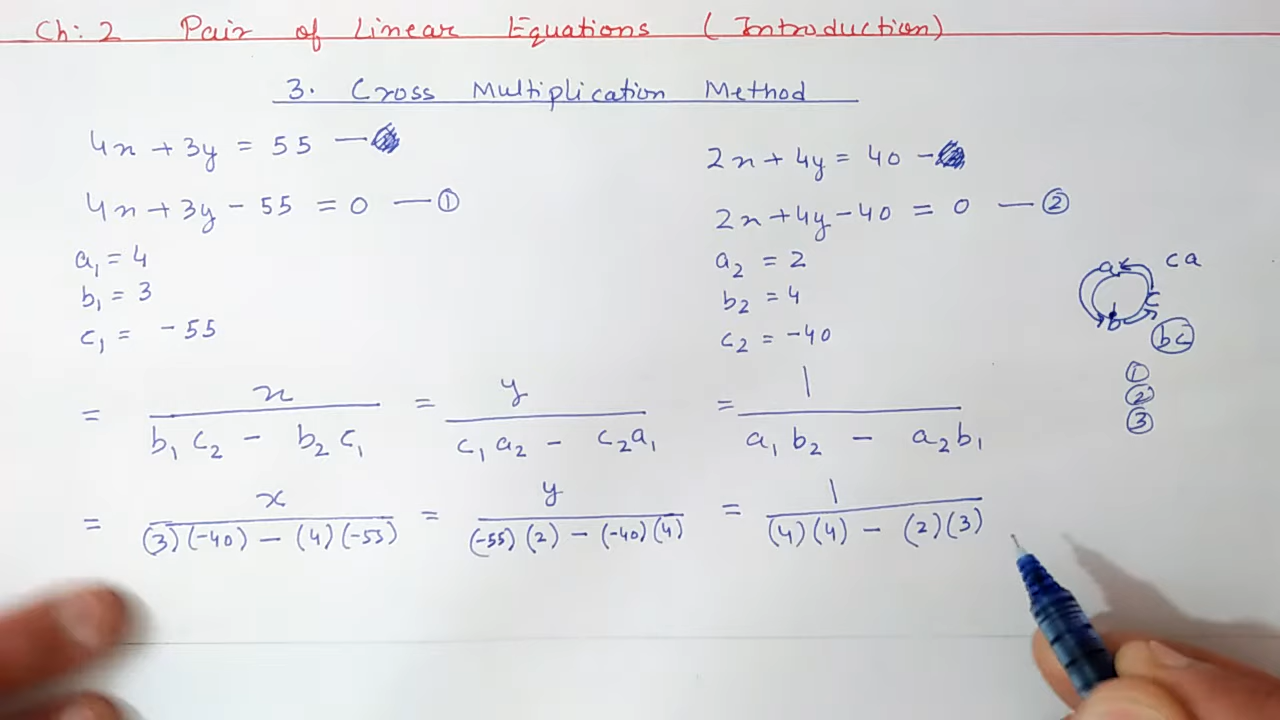 Ch: 2 Pair of Linear Equations (Introduction)
3. Cross Multiplication Method
4x + 3y = 55 —
2x + 4y = 40 —
4x + 3y - 55 = 0 — ①
2x + 4y - 40 = 0 — ②
a₁ = 4
b₁ = 3
c₁ = -55
a₂ = 2
b₂ = 4
c₂ = -40
a
b
c
ca
bc
①
②
③
= x / (b₁ c₂ - b₂ c₁) = y / (c₁ a₂ - c₂ a₁) = 1 / (a₁ b₂ - a₂ b₁)
= x / ((3)(-40) - (4)(-55)) = y / ((-55)(2) - (-40)(4)) = 1 / ((4)(4) - (2)(3))